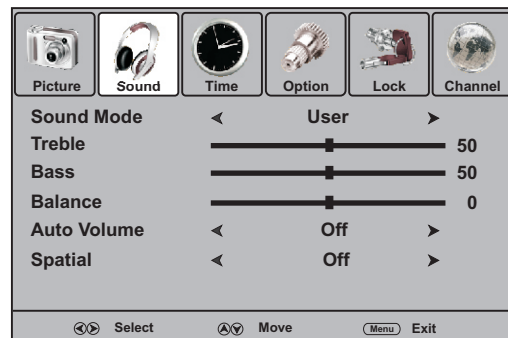 Picture Sound Time Option Lock Channel
Sound Mode User
Treble 50
Bass 50
Balance 0
Auto Volume Off
Spatial Off
Select Move Menu Exit